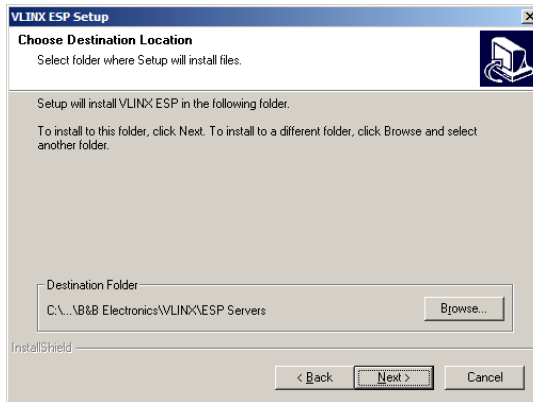 VLINX ESP Setup
Choose Destination Location
Select folder where Setup will install files.
Setup will install VLINX ESP in the following folder.
To install to this folder, click Next. To install to a different folder, click Browse and select
another folder.
Destination Folder
C:\...\B&B Electronics\VLINX\ESP Servers
Browse...
InstallShield
< Back
Next >
Cancel